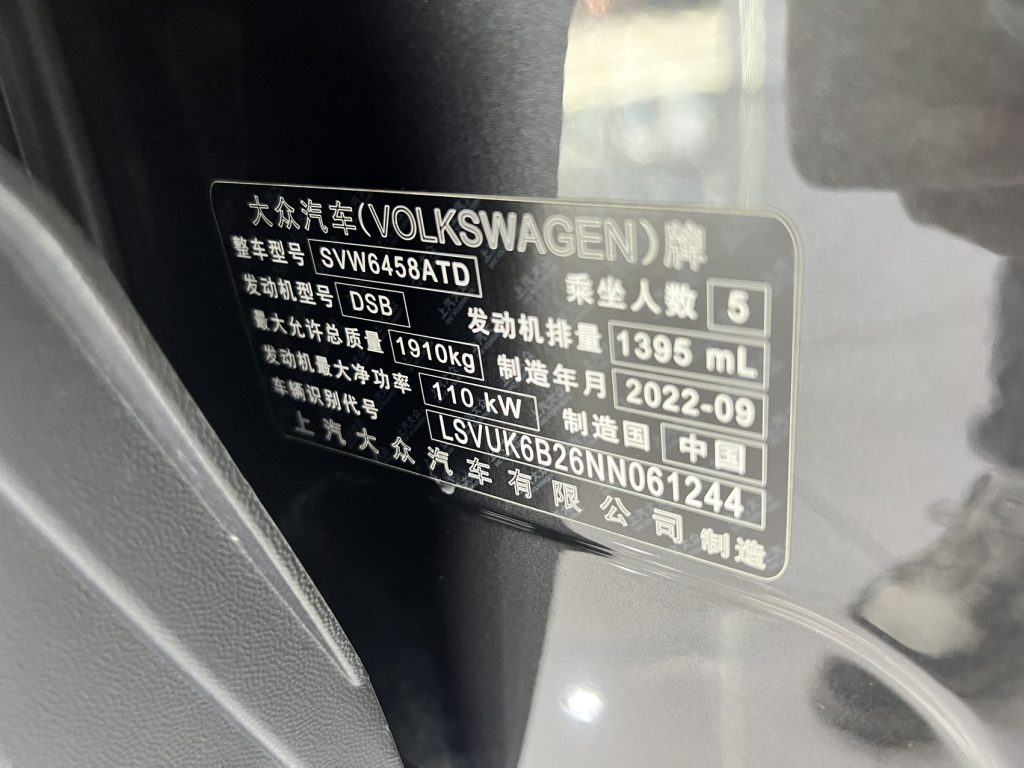 大众汽车(VOLKSWAGEN)牌
整车型号 SVW6458ATD 乘坐人数 5
发动机型号 DSB 发动机排量 1395 mL
最大允许总质量 1910kg 制造年月 2022-09
发动机最大净功率 110 kW 制造国 中国
车辆识别代号 LSVUK6B26NN061244
上汽大众汽车有限公司制造